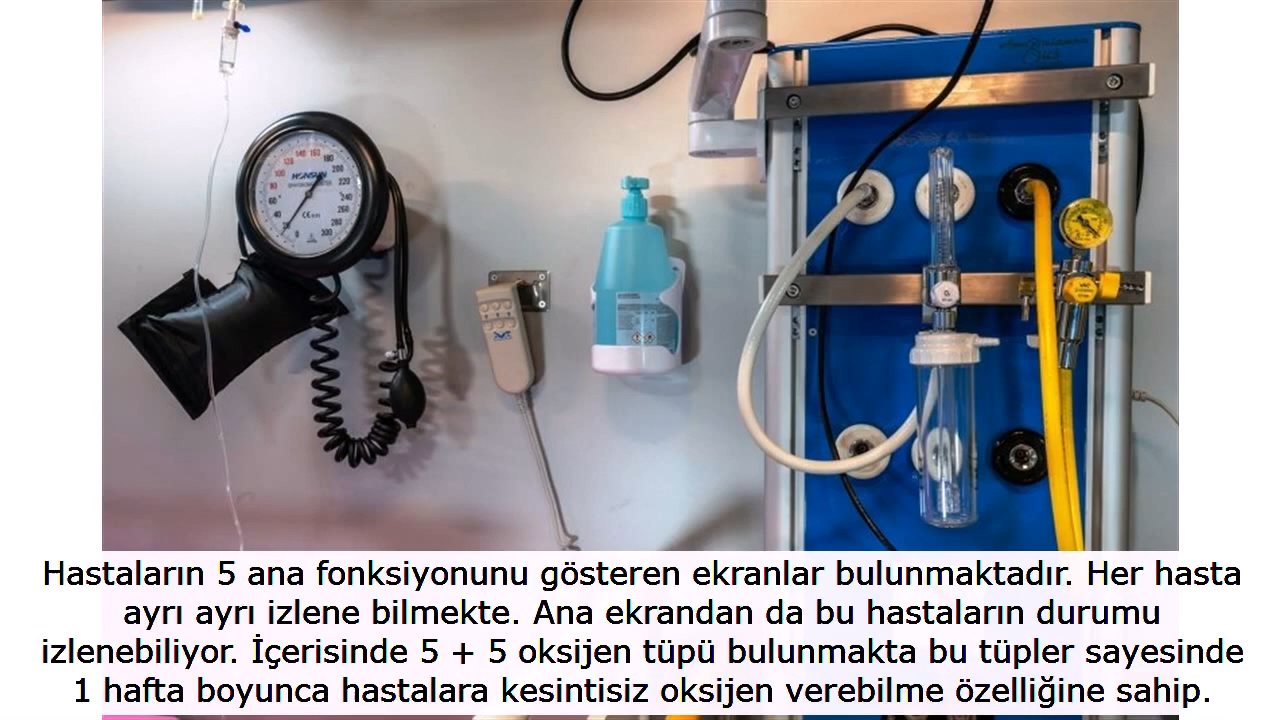 HONSUN
Hastaların 5 ana fonksiyonunu gösteren ekranlar bulunmaktadır. Her hasta
ayrı ayrı izlene bilmekte. Ana ekrandan da bu hastaların durumu
izlenebiliyor. İçerisinde 5 + 5 oksijen tüpü bulunmakta bu tüpler sayesinde
1 hafta boyunca hastalara kesintisiz oksijen verebilme özelliğine sahip.